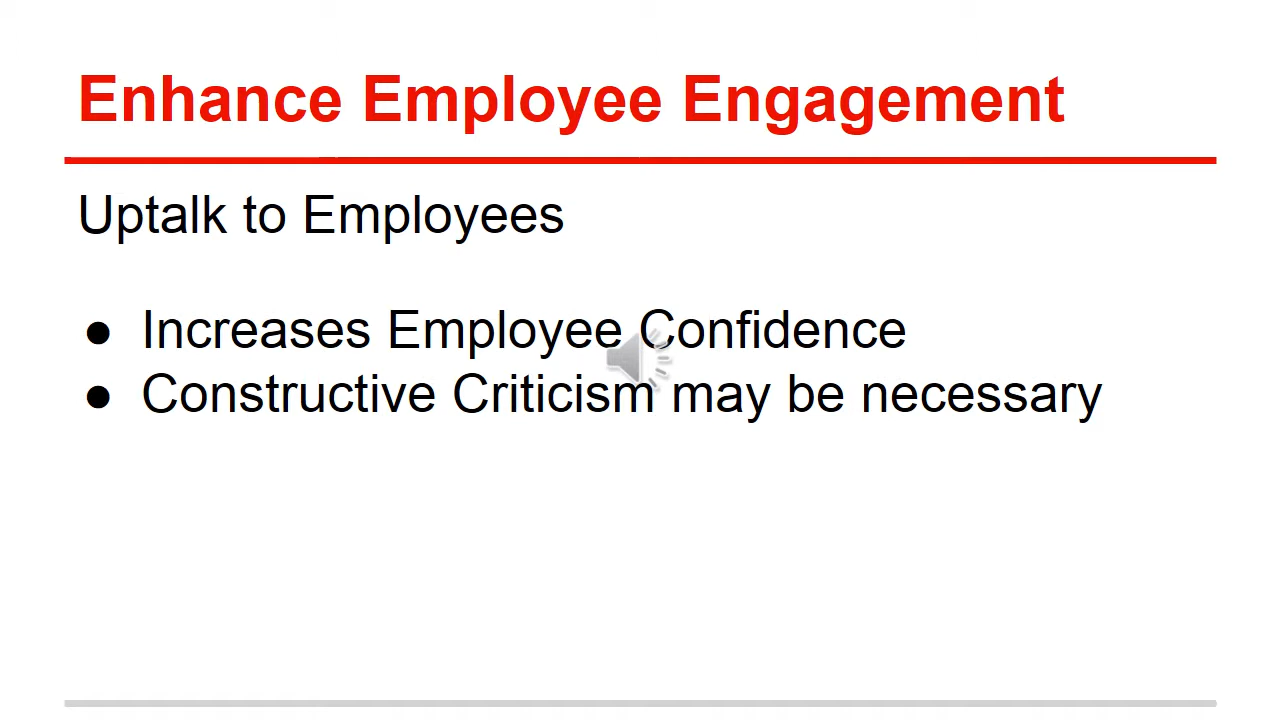 Enhance Employee Engagement
Uptalk to Employees
● Increases Employee Confidence
● Constructive Criticism may be necessary